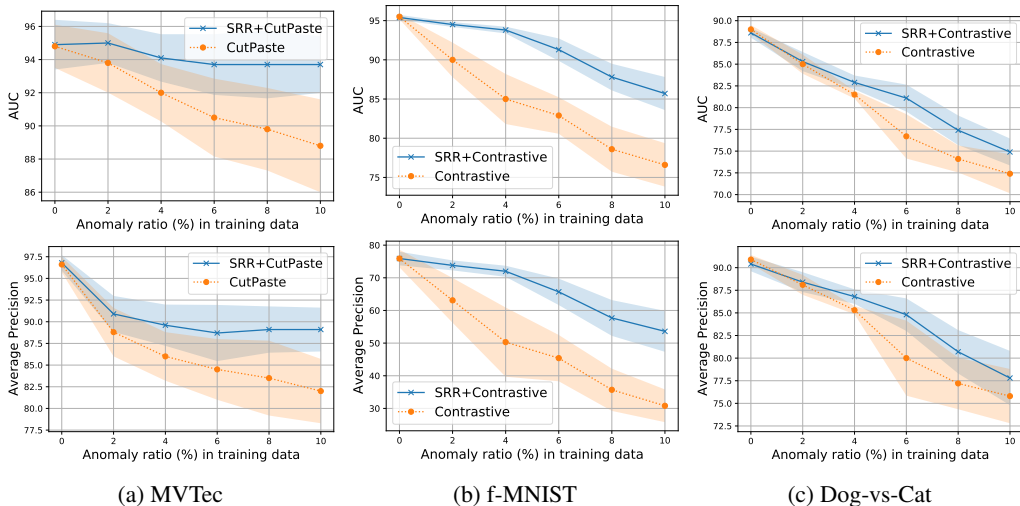 96
94
92
90
88
86
AUC
SRR+CutPaste
CutPaste
0 2 4 6 8 10
Anomaly ratio (%) in training data
95
90
85
80
75
AUC
SRR+Contrastive
Contrastive
0 2 4 6 8 10
Anomaly ratio (%) in training data
90.0
87.5
85.0
82.5
80.0
77.5
75.0
72.5
70.0
AUC
SRR+Contrastive
Contrastive
0 2 4 6 8 10
Anomaly ratio (%) in training data
97.5
95.0
92.5
90.0
87.5
85.0
82.5
80.0
77.5
Average Precision
SRR+CutPaste
CutPaste
0 2 4 6 8 10
Anomaly ratio (%) in training data
80
70
60
50
40
30
Average Precision
SRR+Contrastive
Contrastive
0 2 4 6 8 10
Anomaly ratio (%) in training data
90.0
87.5
85.0
82.5
80.0
77.5
75.0
72.5
Average Precision
SRR+Contrastive
Contrastive
0 2 4 6 8 10
Anomaly ratio (%) in training data
(a) MVTec
(b) f-MNIST
(c) Dog-vs-Cat